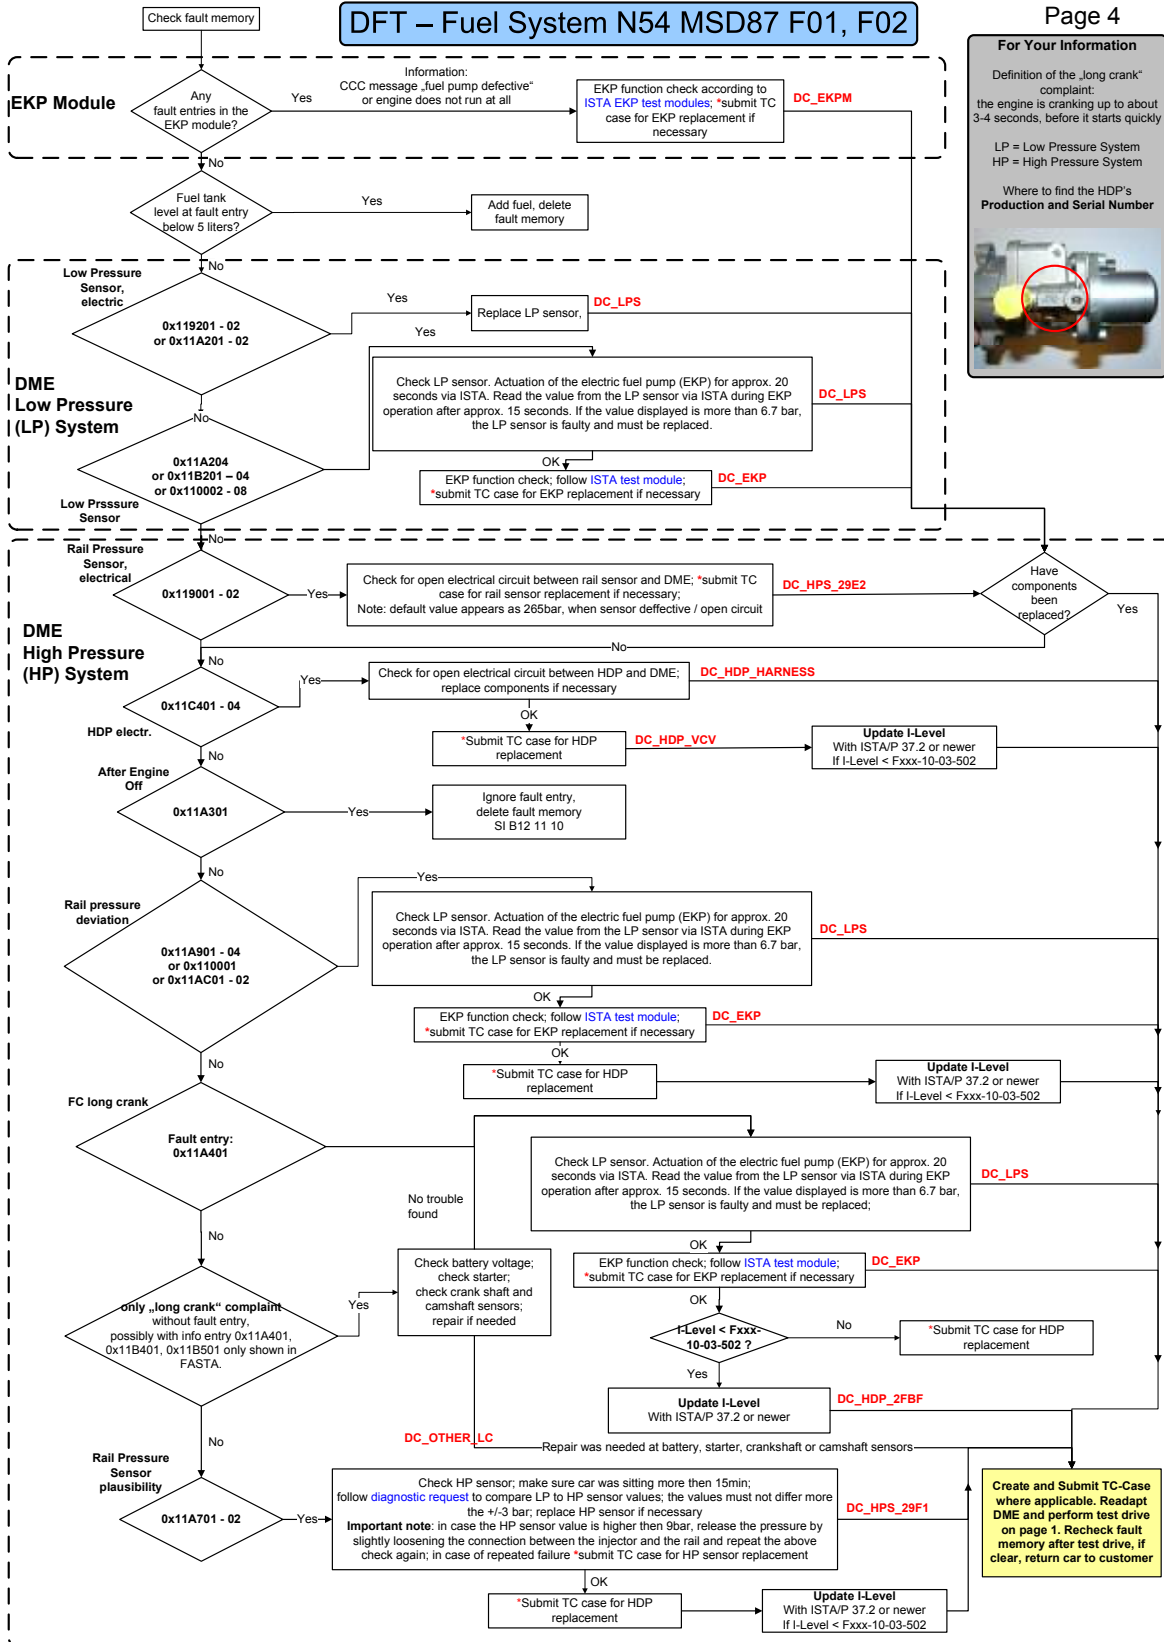 DFT – Fuel System N54 MSD87 F01, F02
Page 4
Check fault memory
EKP Module
Any
fault entries in the
EKP module?
Yes
Information:
CCC message „fuel pump defective“
or engine does not run at all
EKP function check according to
ISTA EKP test modules; *submit TC
case for EKP replacement if
necessary
DC_EKPM
For Your Information
Definition of the „long crank“
complaint:
the engine is cranking up to about
3-4 seconds, before it starts quickly
LP = Low Pressure System
HP = High Pressure System
Where to find the HDP's
Production and Serial Number
No
Fuel tank
level at fault entry
below 5 liters?
Yes
Add fuel, delete
fault memory
No
DME
Low Pressure
(LP) System
Low Pressure
Sensor,
electric
0x119201 - 02
or 0x11A201 - 02
Yes
Replace LP sensor,
DC_LPS
Yes
Check LP sensor. Actuation of the electric fuel pump (EKP) for approx. 20
seconds via ISTA. Read the value from the LP sensor via ISTA during EKP
operation after approx. 15 seconds. If the value displayed is more than 6.7 bar,
the LP sensor is faulty and must be replaced.
DC_LPS
No
0x11A204
or 0x11B201 – 04
or 0x110002 - 08
Low Prsssure
Sensor
OK
EKP function check; follow ISTA test module;
*submit TC case for EKP replacement if necessary
DC_EKP
No
DME
High Pressure
(HP) System
Rail Pressure
Sensor,
electrical
0x119001 - 02
Yes
Check for open electrical circuit between rail sensor and DME; *submit TC
case for rail sensor replacement if necessary;
Note: default value appears as 265bar, when sensor deffective / open circuit
DC_HPS_29E2
Have
components
been
replaced?
Yes
No
No
0x11C401 - 04
HDP electr.
Yes
Check for open electrical circuit between HDP and DME;
replace components if necessary
DC_HDP_HARNESS
OK
*Submit TC case for HDP
replacement
DC_HDP_VCV
Update I-Level
With ISTA/P 37.2 or newer
If I-Level < Fxxx-10-03-502
No
After Engine
Off
0x11A301
Yes
Ignore fault entry,
delete fault memory
SI B12 11 10
No
Rail pressure
deviation
0x11A901 - 04
or 0x110001
or 0x11AC01 - 02
Yes
Check LP sensor. Actuation of the electric fuel pump (EKP) for approx. 20
seconds via ISTA. Read the value from the LP sensor via ISTA during EKP
operation after approx. 15 seconds. If the value displayed is more than 6.7 bar,
the LP sensor is faulty and must be replaced.
DC_LPS
OK
EKP function check; follow ISTA test module;
*submit TC case for EKP replacement if necessary
DC_EKP
OK
*Submit TC case for HDP
replacement
Update I-Level
With ISTA/P 37.2 or newer
If I-Level < Fxxx-10-03-502
No
FC long crank
Fault entry:
0x11A401
Check LP sensor. Actuation of the electric fuel pump (EKP) for approx. 20
seconds via ISTA. Read the value from the LP sensor via ISTA during EKP
operation after approx. 15 seconds. If the value displayed is more than 6.7 bar,
the LP sensor is faulty and must be replaced;
DC_LPS
No trouble
found
OK
EKP function check; follow ISTA test module;
*submit TC case for EKP replacement if necessary
DC_EKP
No
only „long crank“ complaint
without fault entry,
possibly with info entry 0x11A401,
0x11B401, 0x11B501 only shown in
FASTA.
Yes
Check battery voltage;
check starter;
check crank shaft and
camshaft sensors;
repair if needed
OK
I-Level < Fxxx-
10-03-502 ?
No
*Submit TC case for HDP
replacement
Yes
Update I-Level
With ISTA/P 37.2 or newer
DC_HDP_2FBF
DC_OTHER_LC
Repair was needed at battery, starter, crankshaft or camshaft sensors
No
Rail Pressure
Sensor
plausibility
0x11A701 - 02
Yes
Check HP sensor; make sure car was sitting more then 15min;
follow diagnostic request to compare LP to HP sensor values; the values must not differ more
the +/-3 bar; replace HP sensor if necessary
Important note: in case the HP sensor value is higher then 9bar, release the pressure by
slightly loosening the connection between the injector and the rail and repeat the above
check again; in case of repeated failure *submit TC case for HP sensor replacement
DC_HPS_29F1
Create and Submit TC-Case
where applicable. Readapt
DME and perform test drive
on page 1. Recheck fault
memory after test drive, if
clear, return car to customer
OK
*Submit TC case for HDP
replacement
Update I-Level
With ISTA/P 37.2 or newer
If I-Level < Fxxx-10-03-502